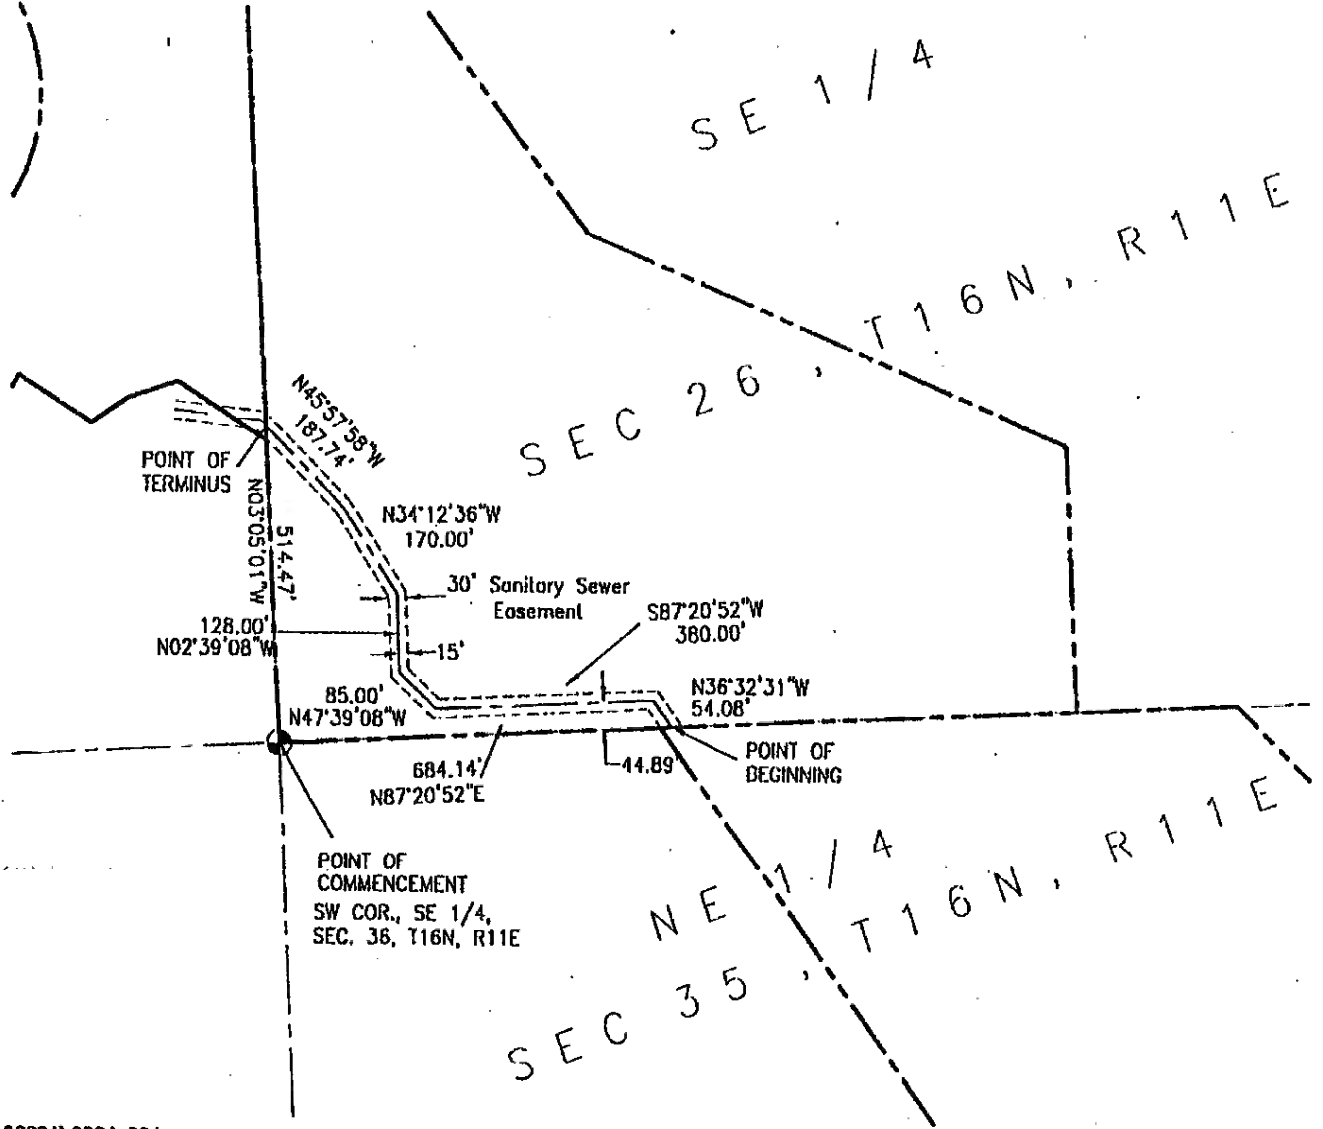 SE 1/4
SEC 26, T16N, R11E
N45°57'58"W
187.74'
POINT OF
TERMINUS
N03°05'01"W
514.47'
N34°12'36"W
170.00'
30' Sanitary Sewer
Easement
S87°20'52"W
380.00'
128.00'
N02°39'08"W
15'
85.00'
N47°39'08"W
N36°32'31"W
54.08'
684.14'
N87°20'52"E
44.89'
POINT OF
BEGINNING
POINT OF
COMMENCEMENT
SW COR., SE 1/4,
SEC. 36, T16N, R11E
NE 1/4
SEC 35, T16N, R11E